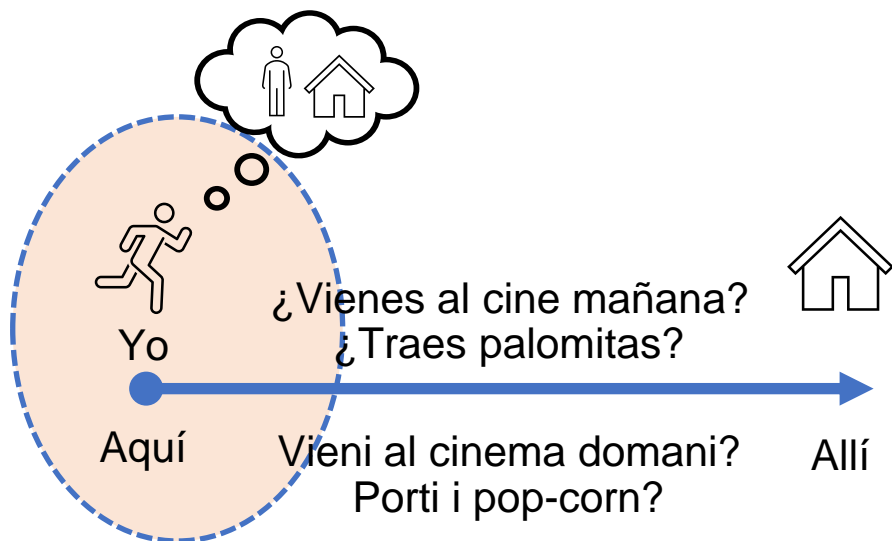 ¿Vienes al cine mañana?
¿Traes palomitas?
Yo
Aquí
Vieni al cinema domani?
Porti i pop-corn?
Allí